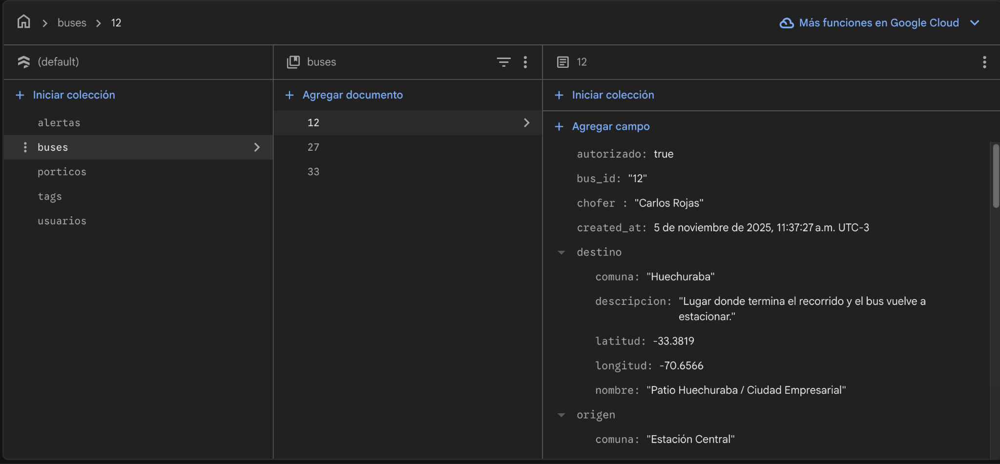 buses
12
Más funciones en Google Cloud
(default)
buses
12
Iniciar colección
Agregar documento
Iniciar colección
alertas
buses
porticos
tags
usuarios
12
27
33
Agregar campo
autorizado: true
bus_id: "12"
chofer : "Carlos Rojas"
created_at: 5 de noviembre de 2025, 11:37:27 a.m. UTC-3
destino
comuna: "Huechuraba"
descripcion: "Lugar donde termina el recorrido y el bus vuelve a
estacionar."
latitud: -33.3819
longitud: -70.6566
nombre: "Patio Huechuraba / Ciudad Empresarial"
origen
comuna: "Estación Central"